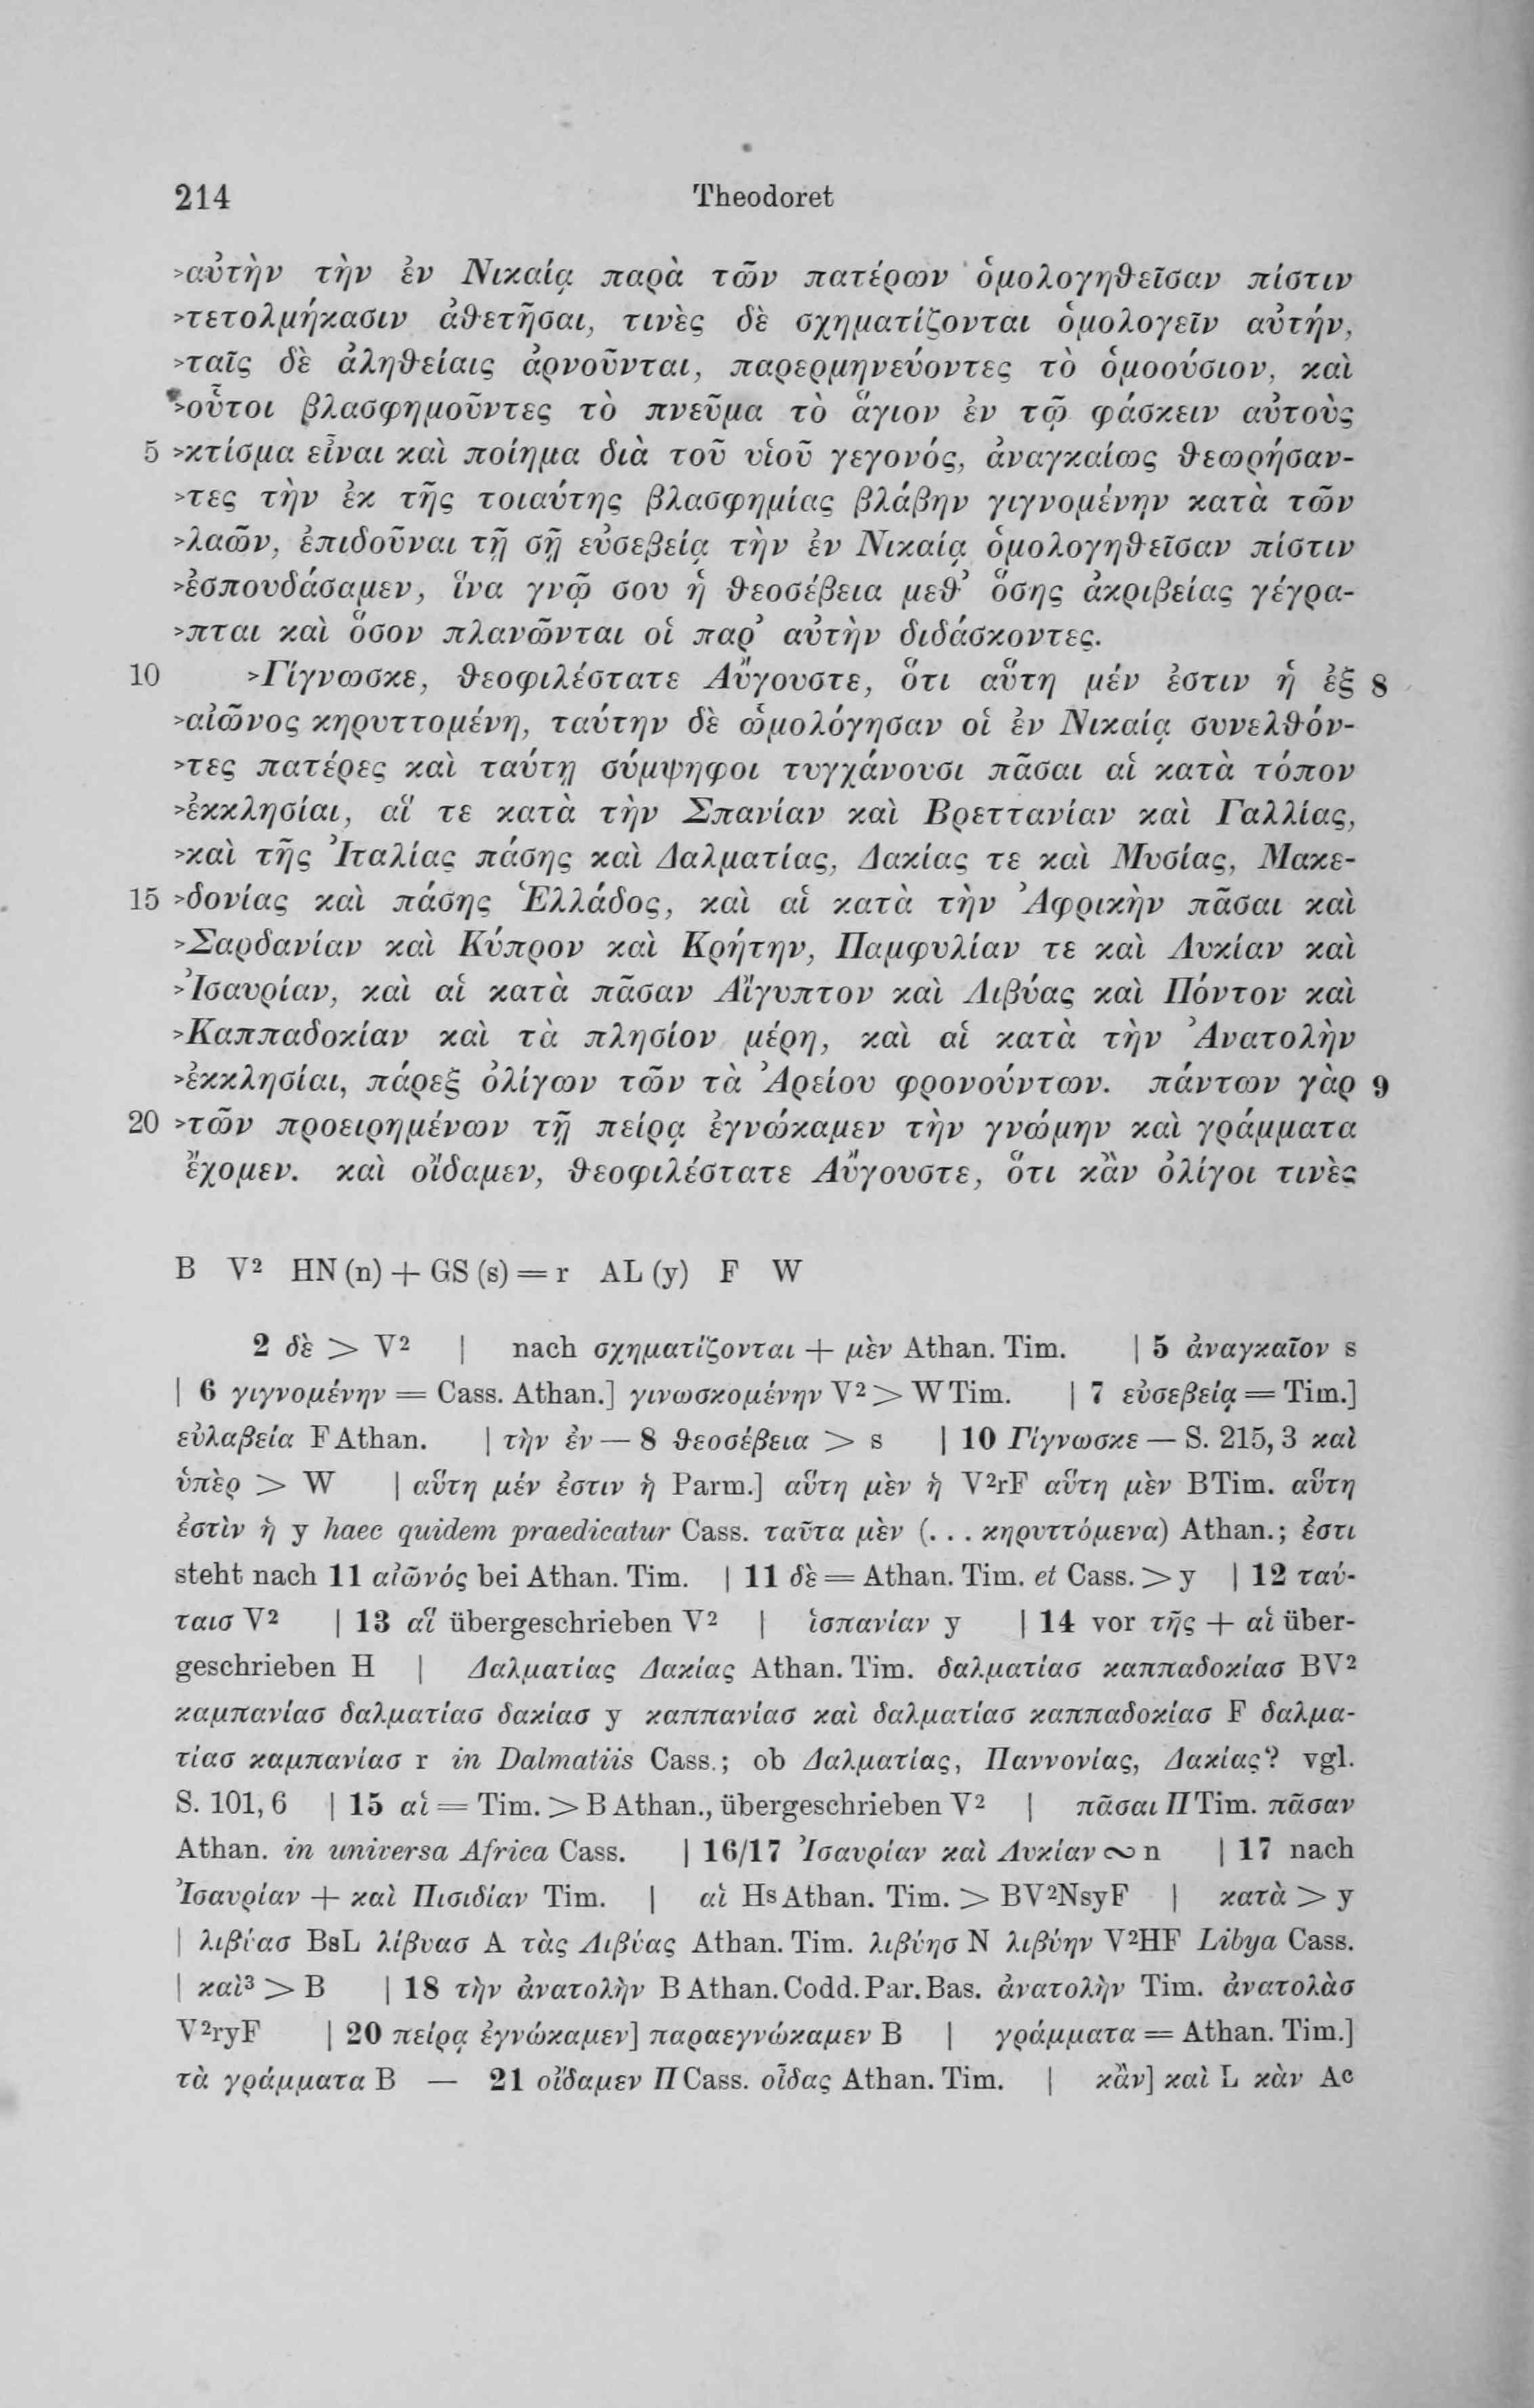 214 Theodoret
>αὐτὴν τὴν ἐν Νικαίᾳ παρὰ τῶν πατέρων ὁμολογηθεῖσαν πίστιν
>τετολμήκασιν ἀθετῆσαι, τινὲς δὲ σχηματίζονται ὁμολογεῖν αὐτήν,
>ταῖς δὲ ἀληθείαις ἀρνοῦνται, παρερμηνεύοντες τὸ ὁμοούσιον, καὶ
>οὗτοι βλασφημοῦντες τὸ πνεῦμα τὸ ἅγιον ἐν τῷ φάσκειν αὐτοὺς
5 >κτίσμα εἶναι καὶ ποίημα διὰ τοῦ υἱοῦ γεγονός, ἀναγκαίως θεωρήσαν-
>τες τὴν ἐκ τῆς τοιαύτης βλασφημίας βλάβην γιγνομένην κατὰ τῶν
>λαῶν, ἐπιδοῦναι τῇ σῇ εὐσεβείᾳ τὴν ἐν Νικαίᾳ ὁμολογηθεῖσαν πίστιν
>ἐσπουδάσαμεν, ἵνα γνῷ σου ἡ θεοσέβεια μεθ᾽ ὅσης ἀκριβείας γέγρα-
>πται καὶ ὅσον πλανῶνται οἱ παρ᾽ αὐτὴν διδάσκοντες.
10 >Γίγνωσκε, θεοφιλέστατε Αὔγουστε, ὅτι αὕτη μέν ἐστιν ἡ ἐξ 8
>αἰῶνος κηρυττομένη, ταύτην δὲ ὡμολόγησαν οἱ ἐν Νικαίᾳ συνελθόν-
>τες πατέρες καὶ ταύτῃ σύμψηφοι τυγχάνουσι πᾶσαι αἱ κατὰ τόπον
>ἐκκλησίαι, αἵ τε κατὰ τὴν Σπανίαν καὶ Βρεττανίαν καὶ Γαλλίας,
>καὶ τῆς Ἰταλίας πάσης καὶ Δαλματίας, Δακίας τε καὶ Μυσίας, Μακε-
15 >δονίας καὶ πάσης Ἑλλάδος, καὶ αἱ κατὰ τὴν Ἀφρικὴν πᾶσαι καὶ
>Σαρδανίαν καὶ Κύπρον καὶ Κρήτην, Παμφυλίαν τε καὶ Λυκίαν καὶ
>Ἰσαυρίαν, καὶ αἱ κατὰ πᾶσαν Αἴγυπτον καὶ Λιβύας καὶ Πόντον καὶ
>Καππαδοκίαν καὶ τὰ πλησίον μέρη, καὶ αἱ κατὰ τὴν Ἀνατολὴν
>ἐκκλησίαι, πάρεξ ὀλίγων τῶν τὰ Ἀρείου φρονούντων. πάντων γὰρ 9
20 >τῶν προειρημένων τῇ πείρᾳ ἐγνώκαμεν τὴν γνώμην καὶ γράμματα
ἔχομεν. καὶ οἴδαμεν, θεοφιλέστατε Αὔγουστε, ὅτι κἂν ὀλίγοι τινὲς
B V² HN (n) + GS (s) = r AL (y) F W
2 δὲ > V² | nach σχηματίζονται + μὲν Athan. Tim. | 5 ἀναγκαῖον s
| 6 γιγνομένην = Cass. Athan.] γινωσκομένην V² > W Tim. | 7 εὐσεβείᾳ = Tim.]
εὐλαβεία F Athan. | τὴν ἐν — 8 θεοσέβεια > s | 10 Γίγνωσκε — S. 215, 3 καὶ
ὑπὲρ > W | αὕτη μέν ἐστιν ἡ Parm.] αὕτη μὲν ἡ V²rF αὕτη μὲν BTim. αὕτη
ἐστὶν ἡ y haec quidem praedicatur Cass. ταῦτα μὲν (. . . κηρυττόμενα) Athan.; ἐστι
steht nach 11 αἰῶνός bei Athan. Tim. | 11 δὲ = Athan. Tim. et Cass. > y | 12 ταύ-
ταισ V² | 13 αἵ übergeschrieben V² | ἱσπανίαν y | 14 vor τῆς + αἱ über-
geschrieben H | Δαλματίας Δακίας Athan. Tim. δαλματίασ καππαδοκίασ BV²
καμπανίασ δαλματίασ δακίασ y καππανίασ καὶ δαλματίασ καππαδοκίασ F δαλμα-
τίασ καμπανίασ r in Dalmatiis Cass.; ob Δαλματίας, Παννονίας, Δακίας? vgl.
S. 101, 6 | 15 αἱ = Tim. > B Athan., übergeschrieben V² | πᾶσαι Π Tim. πᾶσαν
Athan. in universa Africa Cass. | 16/17 Ἰσαυρίαν καὶ Λυκίαν ∾ n | 17 nach
Ἰσαυρίαν + καὶ Πισιδίαν Tim. | αἱ Hs Athan. Tim. > BV²NsyF | κατὰ > y
| λιβύασ BsL λίβυασ A τὰς Λιβύας Athan. Tim. λιβύησ N λιβύην V²HF Libya Cass.
| καὶ³ > B | 18 τὴν ἀνατολὴν B Athan. Codd. Par. Bas. ἀνατολὴν Tim. ἀνατολὰσ
V²ryF | 20 πείρᾳ ἐγνώκαμεν] παραεγνώκαμεν B | γράμματα = Athan. Tim.]
τὰ γράμματα B — 21 οἴδαμεν Π Cass. οἶδας Athan. Tim. | κἂν] καὶ L κὰν Aᶜ